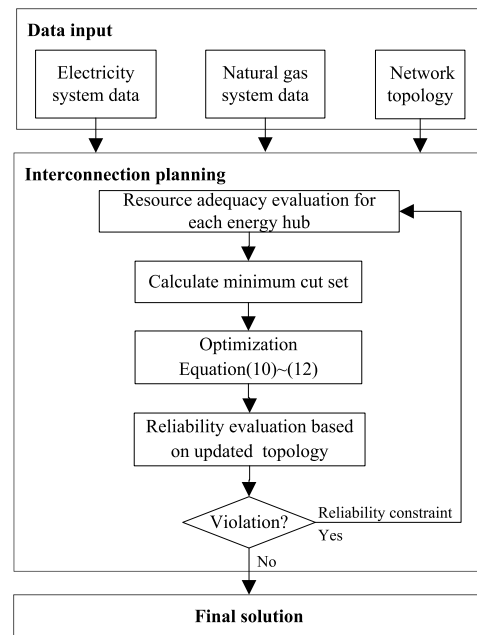 Data input
Electricity
system data
Natural gas
system data
Network
topology
Interconnection planning
Resource adequacy evaluation for
each energy hub
Calculate minimum cut set
Optimization
Equation(10)~(12)
Reliability evaluation based
on updated topology
Violation?
Reliability constraint
Yes
No
Final solution